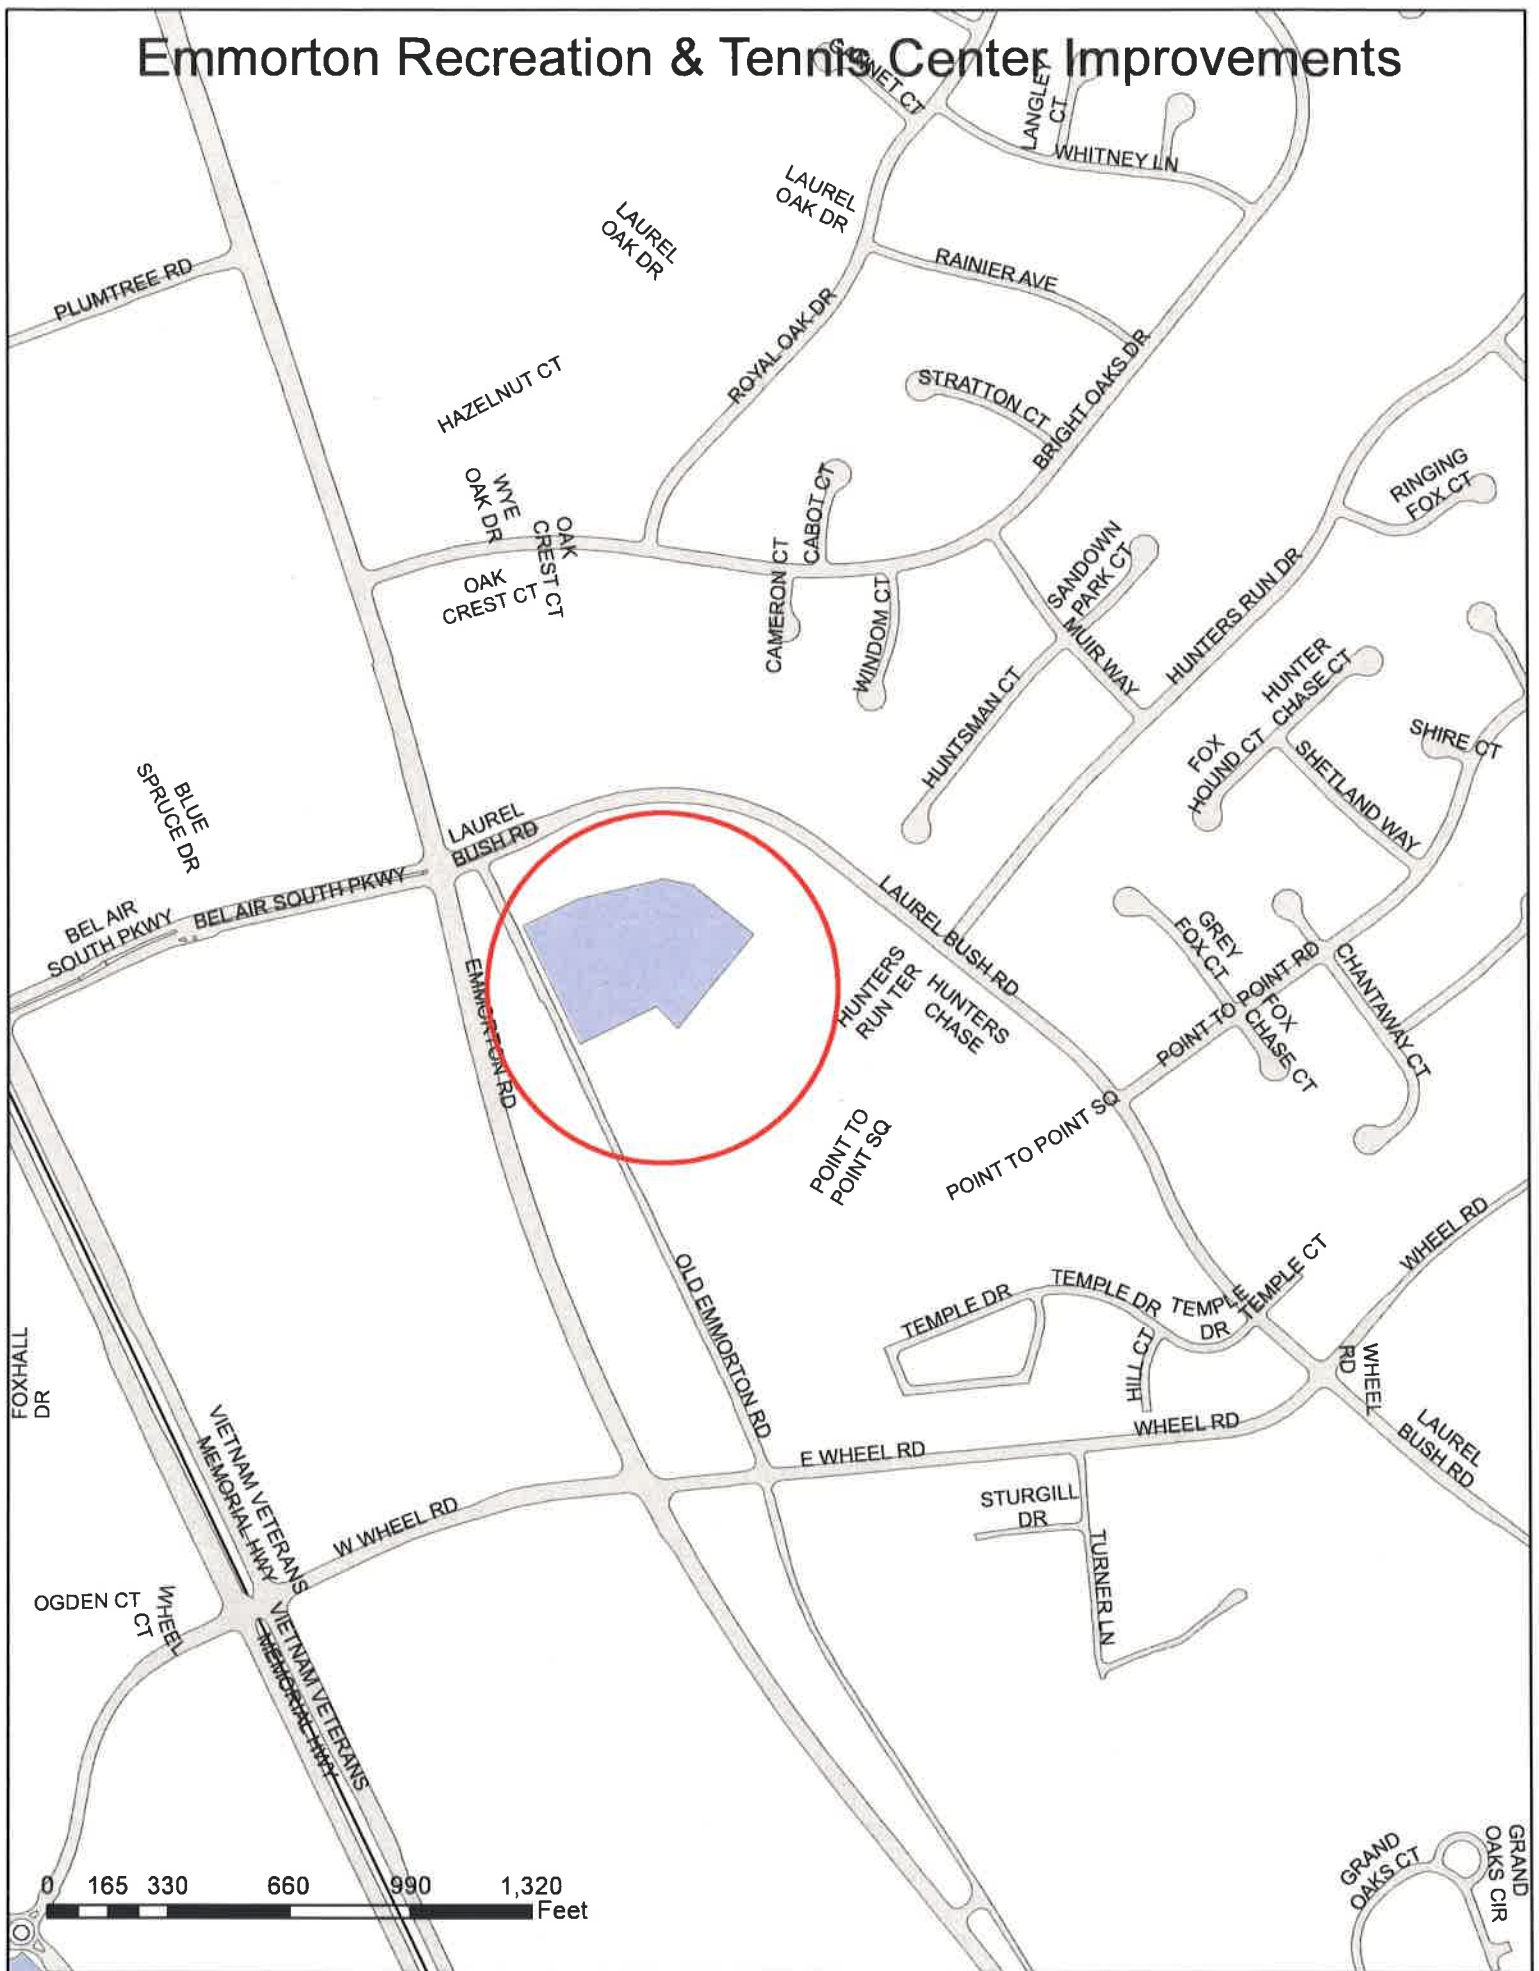 Emmorton Recreation & Tennis Center Improvements
LANGLEY
CT
WHITNEY LN
LAUREL
OAK DR
LAUREL
OAK DR
RAINIER AVE
PLUMTREE RD
ROYAL OAK DR
BRIGHT OAKS DR
HAZELNUT CT
STRATTON CT
RINGING
FOX CT
WYE
OAK DR
OAK
CREST CT
OAK
CREST CT
CABOT CT
CAMERON CT
WINDOM CT
SANDOWN
PARK CT
MUIR WAY
HUNTERS RUN DR
HUNTSMAN CT
HUNTER
CHASE CT
FOX
HOUND CT
SHETLAND WAY
SHIRE CT
BLUE
SPRUCE DR
LAUREL
BUSH RD
BEL AIR
SOUTH PKWY
BEL AIR SOUTH PKWY
LAUREL BUSH RD
GREY
FOX CT
EMMORTON RD
HUNTERS
RUN TER
HUNTERS
CHASE
POINT TO POINT RD
FOX
CHASE CT
CHANTAWAY CT
POINT TO
POINT SQ
POINT TO POINT SQ
WHEEL RD
OLD EMMORTON RD
TEMPLE DR
TEMPLE DR
TEMPLE
DR
TEMPLE CT
HILL CT
WHEEL
RD
FOXHALL
DR
WHEEL RD
E WHEEL RD
LAUREL
BUSH RD
VIETNAM VETERANS
MEMORIAL HWY
W WHEEL RD
STURGILL
DR
TURNER LN
OGDEN CT
WHEEL
CT
VIETNAM VETERANS
MEMORIAL HWY
GRAND
OAKS CT
GRAND
OAKS CIR
0 165 330 660 990 1,320
Feet